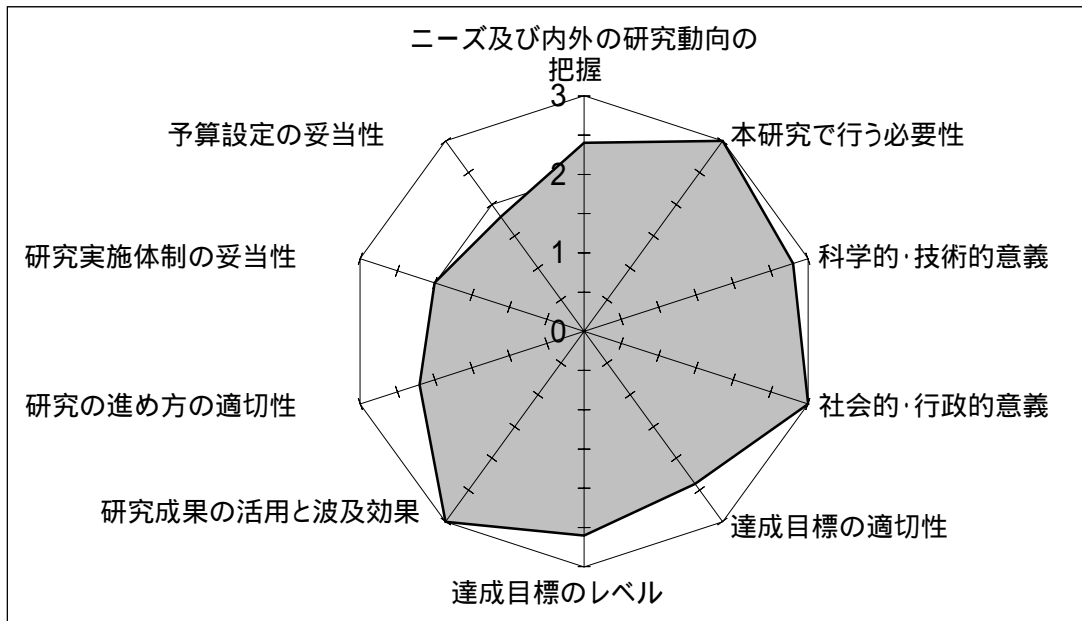 ニーズ及び内外の研究動向の
把握
3
予算設定の妥当性
本研究で行う必要性
2
研究実施体制の妥当性
1
科学的･技術的意義
0
研究の進め方の適切性
社会的･行政的意義
研究成果の活用と波及効果
達成目標の適切性
達成目標のレベル